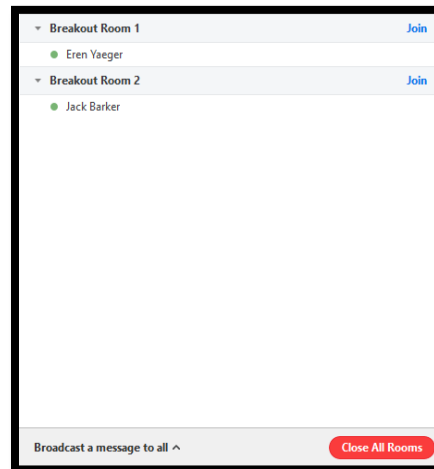 Breakout Room 1 Join
Eren Yaeger
Breakout Room 2 Join
Jack Barker
Broadcast a message to all Close All Rooms